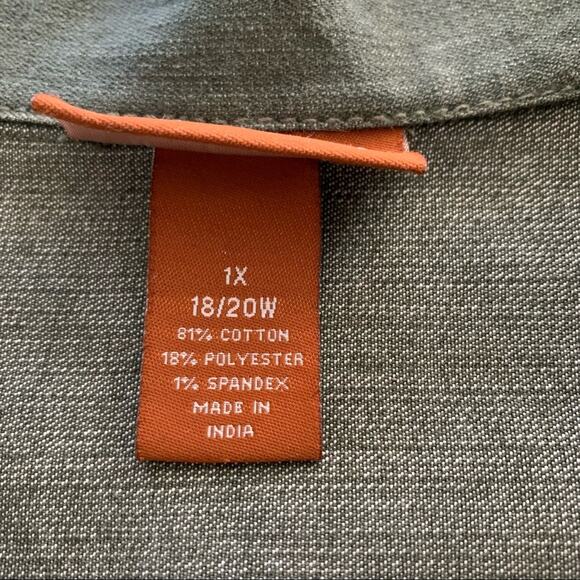 1X
18/20W
81% COTTON
18% POLYESTER
1% SPANDEX
MADE IN
INDIA